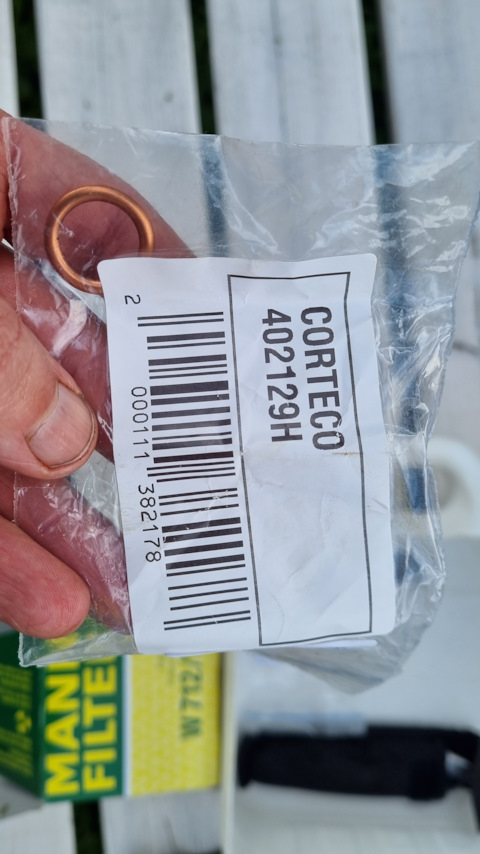 CORTECO
402129H
2 000111 382178
MANN
FILTER
W 712/